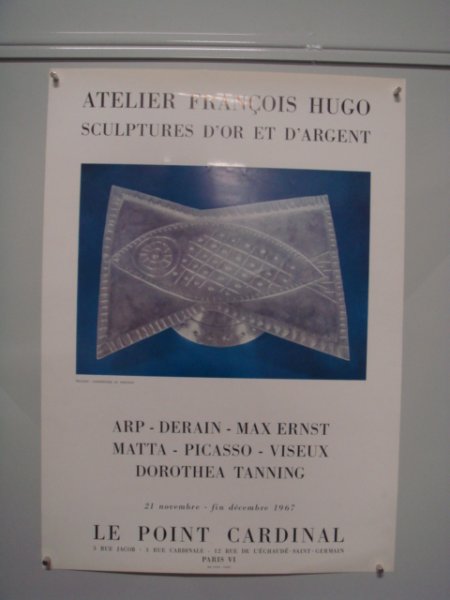 ATELIER FRANÇOIS HUGO
SCULPTURES D'OR ET D'ARGENT
ARP - DERAIN - MAX ERNST
MATTA - PICASSO - VISEUX
DOROTHEA TANNING
21 novembre - fin décembre 1967
LE POINT CARDINAL
3 RUE JACOB - 1 RUE CARDINALE - 12 RUE DE L'ÉCHAUDÉ-SAINT-GERMAIN
PARIS VI